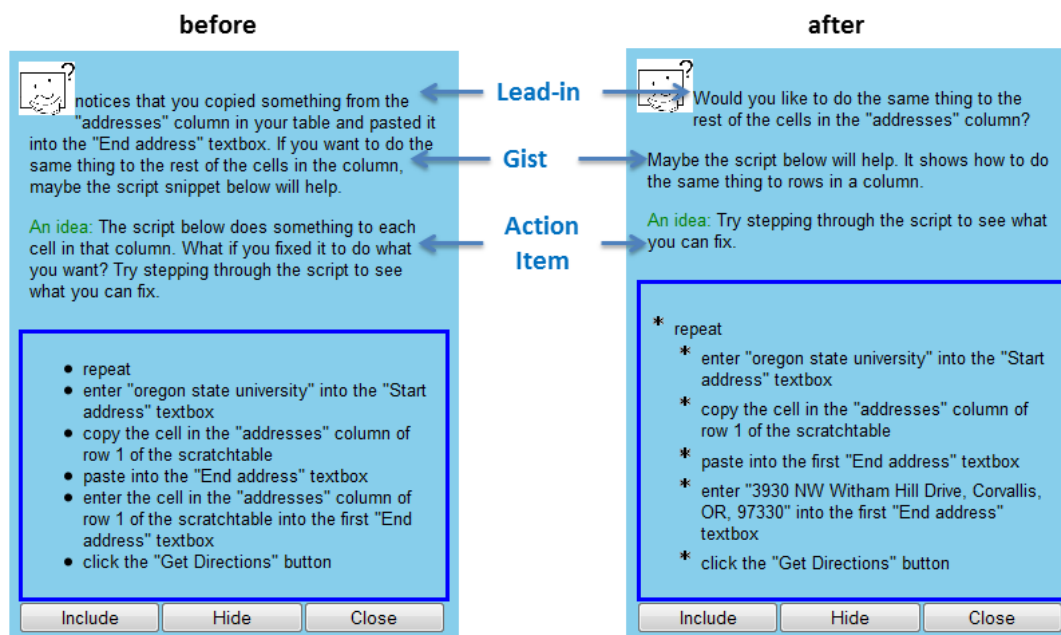 before
?
notices that you copied something from the
"addresses" column in your table and pasted it
into the "End address" textbox. If you want to do the
same thing to the rest of the cells in the column,
maybe the script snippet below will help.
An idea: The script below does something to each
cell in that column. What if you fixed it to do what
you want? Try stepping through the script to see
what you can fix.
• repeat
• enter "oregon state university" into the "Start
address" textbox
• copy the cell in the "addresses" column of
row 1 of the scratchtable
• paste into the "End address" textbox
• enter the cell in the "addresses" column of
row 1 of the scratchtable into the first "End
address" textbox
• click the "Get Directions" button
Include
Hide
Close
Lead-in
Gist
Action
Item
after
?
Would you like to do the same thing to the
rest of the cells in the "addresses" column?
Maybe the script below will help. It shows how to do
the same thing to rows in a column.
An idea: Try stepping through the script to see what
you can fix.
* repeat
* enter "oregon state university" into the "Start
address" textbox
* copy the cell in the "addresses" column of
row 1 of the scratchtable
* paste into the first "End address" textbox
* enter "3930 NW Witham Hill Drive, Corvallis,
OR, 97330" into the first "End address"
textbox
* click the "Get Directions" button
Include
Hide
Close